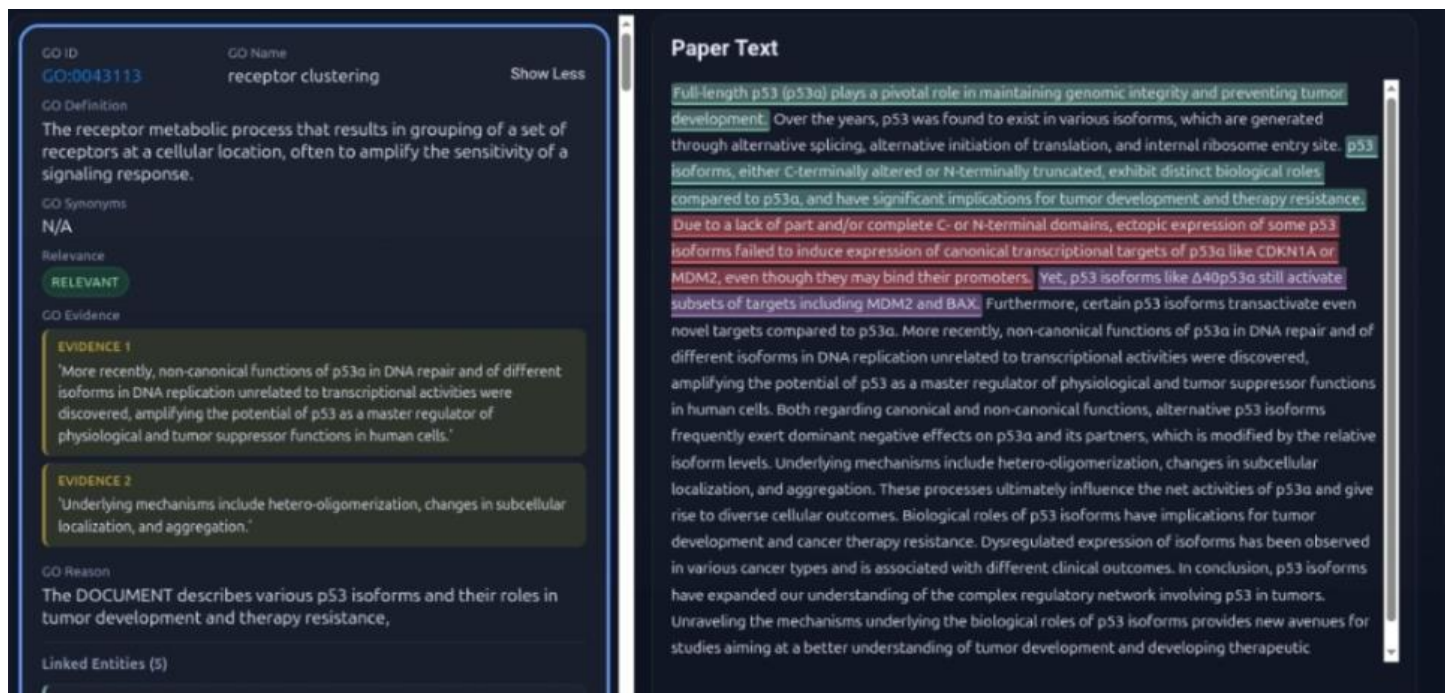 GO ID
GO Name
GO:0043113
receptor clustering
Show Less
GO Definition
The receptor metabolic process that results in grouping of a set of
receptors at a cellular location, often to amplify the sensitivity of a
signaling response.
GO Synonyms
N/A
Relevance
RELEVANT
GO Evidence
EVIDENCE 1
'More recently, non-canonical functions of p53α in DNA repair and of different
isoforms in DNA replication unrelated to transcriptional activities were
discovered, amplifying the potential of p53 as a master regulator of
physiological and tumor suppressor functions in human cells.'
EVIDENCE 2
'Underlying mechanisms include hetero-oligomerization, changes in subcellular
localization, and aggregation.'
GO Reason
The DOCUMENT describes various p53 isoforms and their roles in
tumor development and therapy resistance,
Linked Entities (5)
Paper Text
Full-length p53 (p53α) plays a pivotal role in maintaining genomic integrity and preventing tumor
development. Over the years, p53 was found to exist in various isoforms, which are generated
through alternative splicing, alternative initiation of translation, and internal ribosome entry site. p53
isoforms, either C-terminally altered or N-terminally truncated, exhibit distinct biological roles
compared to p53α, and have significant implications for tumor development and therapy resistance.
Due to a lack of part and/or complete C- or N-terminal domains, ectopic expression of some p53
isoforms failed to induce expression of canonical transcriptional targets of p53α like CDKN1A or
MDM2, even though they may bind their promoters. Yet, p53 isoforms like Δ40p53α still activate
subsets of targets including MDM2 and BAX. Furthermore, certain p53 isoforms transactivate even
novel targets compared to p53α. More recently, non-canonical functions of p53α in DNA repair and of
different isoforms in DNA replication unrelated to transcriptional activities were discovered,
amplifying the potential of p53 as a master regulator of physiological and tumor suppressor functions
in human cells. Both regarding canonical and non-canonical functions, alternative p53 isoforms
frequently exert dominant negative effects on p53α and its partners, which is modified by the relative
isoform levels. Underlying mechanisms include hetero-oligomerization, changes in subcellular
localization, and aggregation. These processes ultimately influence the net activities of p53α and give
rise to diverse cellular outcomes. Biological roles of p53 isoforms have implications for tumor
development and cancer therapy resistance. Dysregulated expression of isoforms has been observed
in various cancer types and is associated with different clinical outcomes. In conclusion, p53 isoforms
have expanded our understanding of the complex regulatory network involving p53 in tumors.
Unraveling the mechanisms underlying the biological roles of p53 isoforms provides new avenues for
studies aiming at a better understanding of tumor development and developing therapeutic